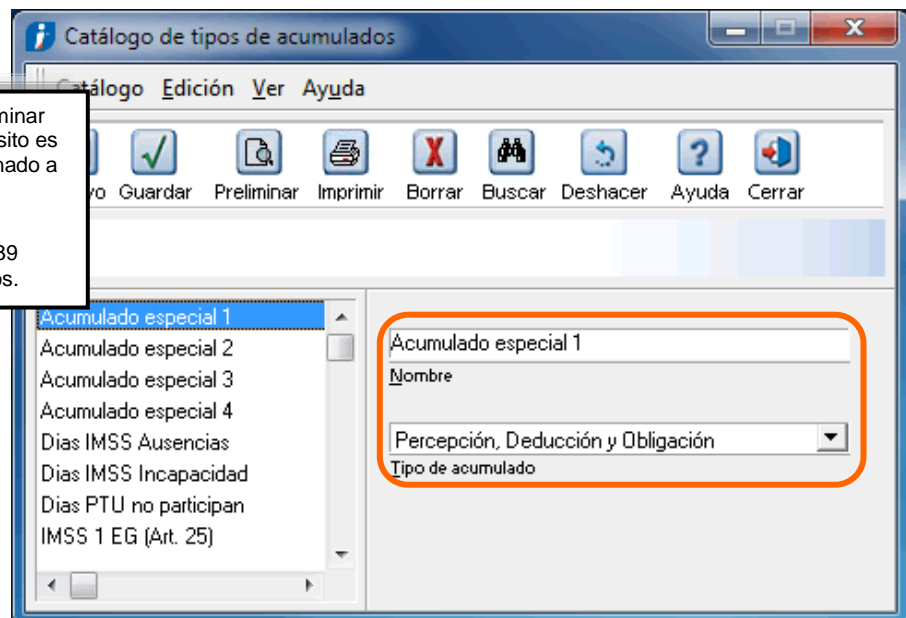 Catálogo de tipos de acumulados
Catálogo Edición Ver Ayuda
minar
sito es
nado a
39
os.
Guardar Preliminar Imprimir Borrar Buscar Deshacer Ayuda Cerrar
Acumulado especial 1
Acumulado especial 2
Acumulado especial 3
Acumulado especial 4
Dias IMSS Ausencias
Dias IMSS Incapacidad
Dias PTU no participan
IMSS 1 EG (Art. 25)
Acumulado especial 1
Nombre
Percepción, Deducción y Obligación
Tipo de acumulado